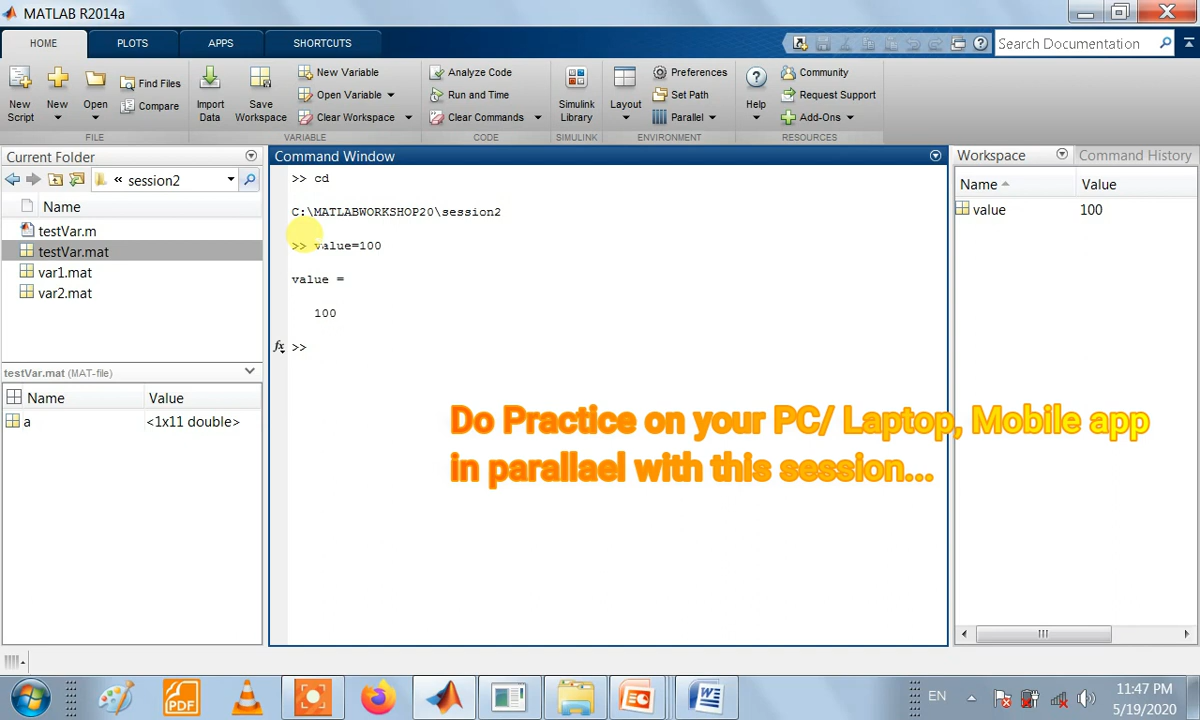 MATLAB R2014a
HOME PLOTS APPS SHORTCUTS
Search Documentation
New Script
New
Open
Find Files
Compare
FILE
Import Data
Save Workspace
New Variable
Open Variable
Clear Workspace
VARIABLE
Analyze Code
Run and Time
Clear Commands
CODE
Simulink Library
SIMULINK
Layout
Preferences
Set Path
Parallel
ENVIRONMENT
Help
Community
Request Support
Add-Ons
RESOURCES
Current Folder
« session2
Name
testVar.m
testVar.mat
var1.mat
var2.mat
testVar.mat (MAT-file)
Name Value
a <1x11 double>
Command Window
>> cd
C:\MATLABWORKSHOP20\session2
>> value=100
value =
100
fx >>
Do Practice on your PC/ Laptop, Mobile app
in parallael with this session...
Workspace Command History
Name Value
value 100
PDF
EN
11:47 PM
5/19/2020